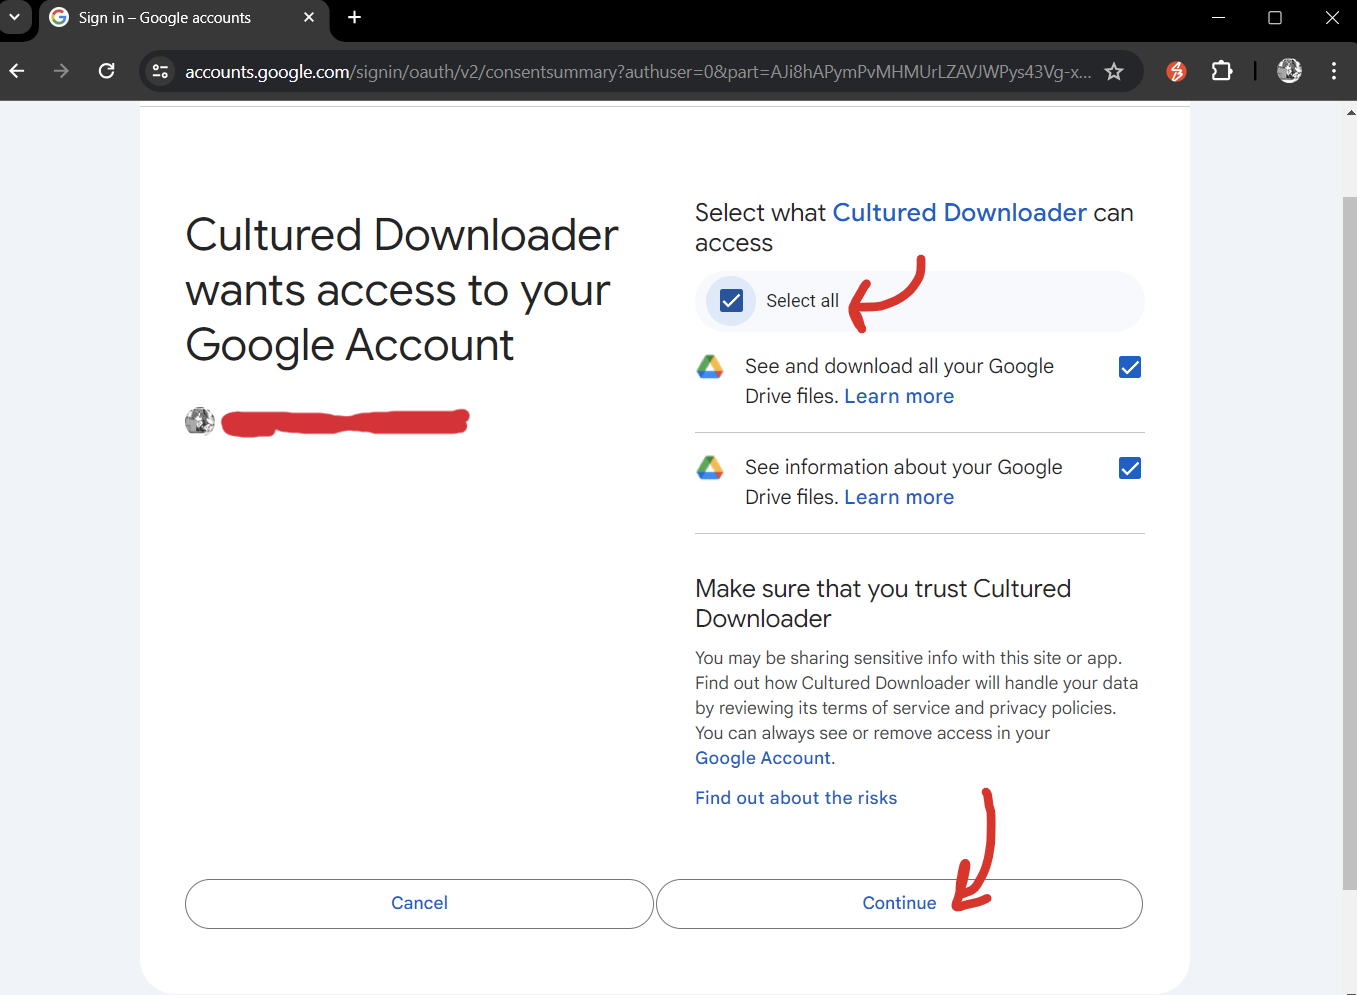 Sign in – Google accounts
accounts.google.com/signin/oauth/v2/consentsummary?authuser=0&part=AJi8hAPymPvMHMUrLZAVJWPys43Vg-x...
Cultured Downloader
wants access to your
Google Account
Select what Cultured Downloader can
access
Select all
See and download all your Google
Drive files. Learn more
See information about your Google
Drive files. Learn more
Make sure that you trust Cultured
Downloader
You may be sharing sensitive info with this site or app.
Find out how Cultured Downloader will handle your data
by reviewing its terms of service and privacy policies.
You can always see or remove access in your
Google Account.
Find out about the risks
Cancel
Continue